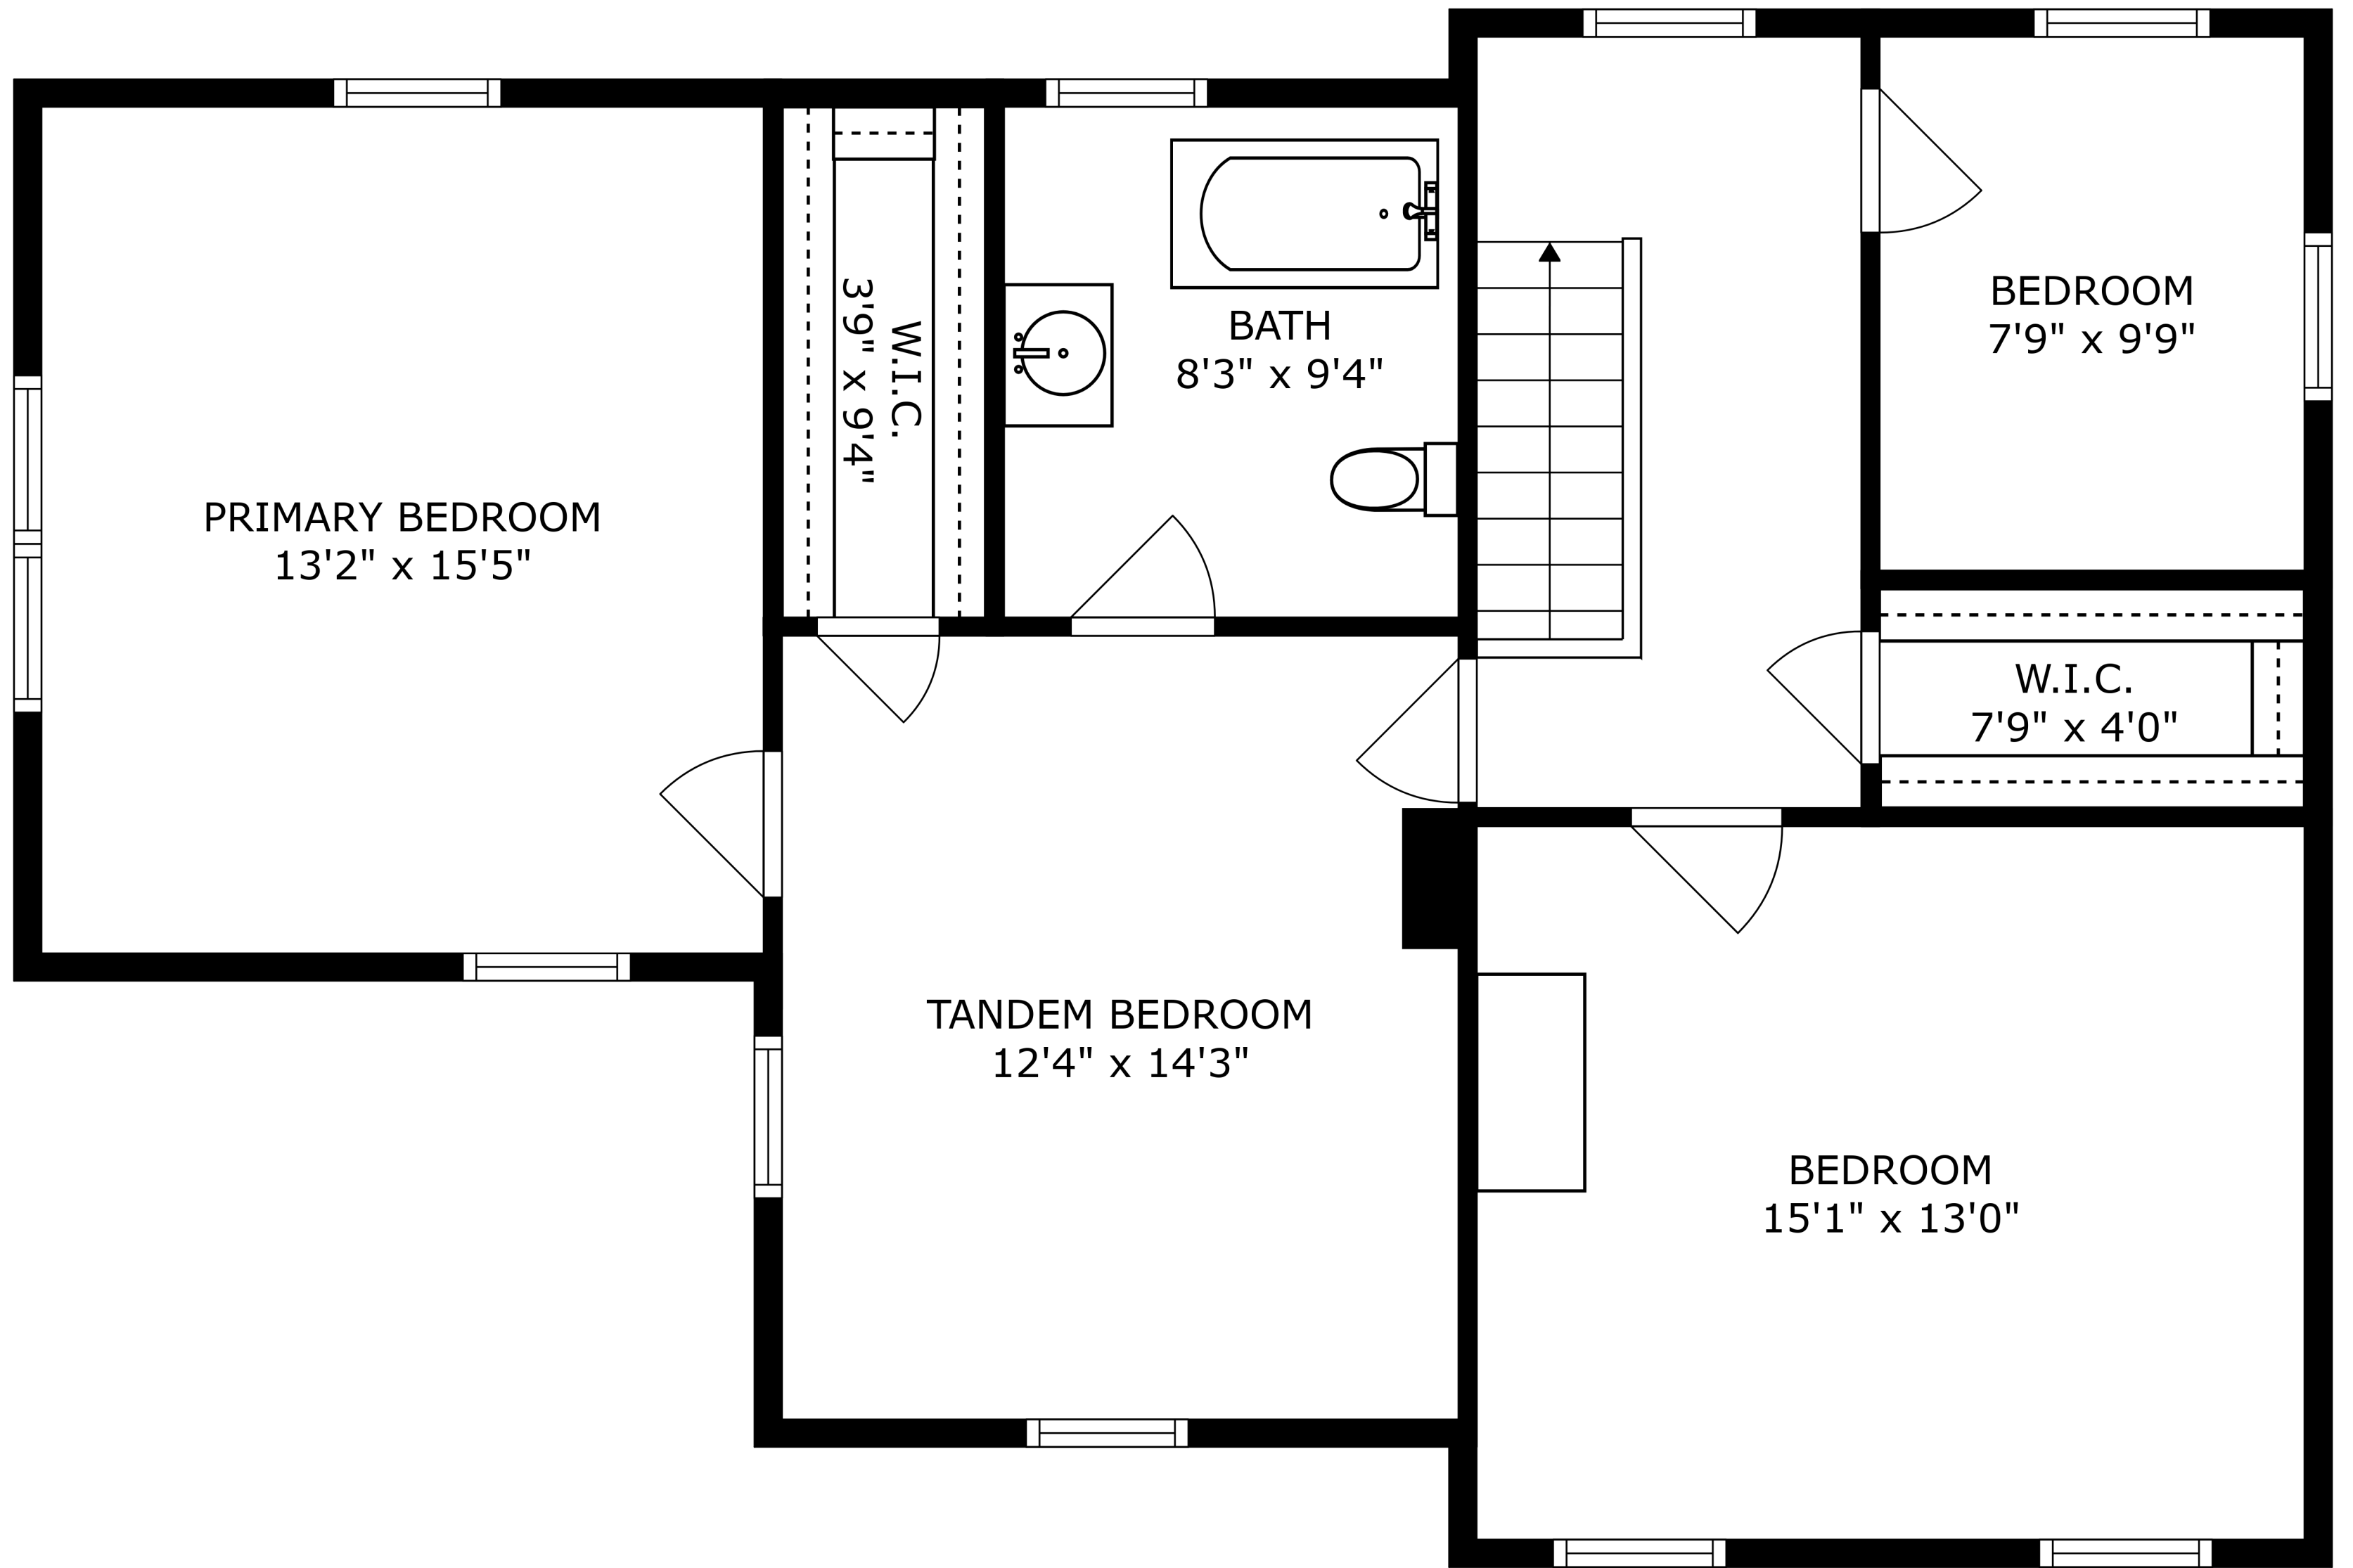 PRIMARY BEDROOM
13'2" x 15'5"
W.I.C.
3'9" x 9'4"
BATH
8'3" x 9'4"
BEDROOM
7'9" x 9'9"
W.I.C.
7'9" x 4'0"
TANDEM BEDROOM
12'4" x 14'3"
BEDROOM
15'1" x 13'0"